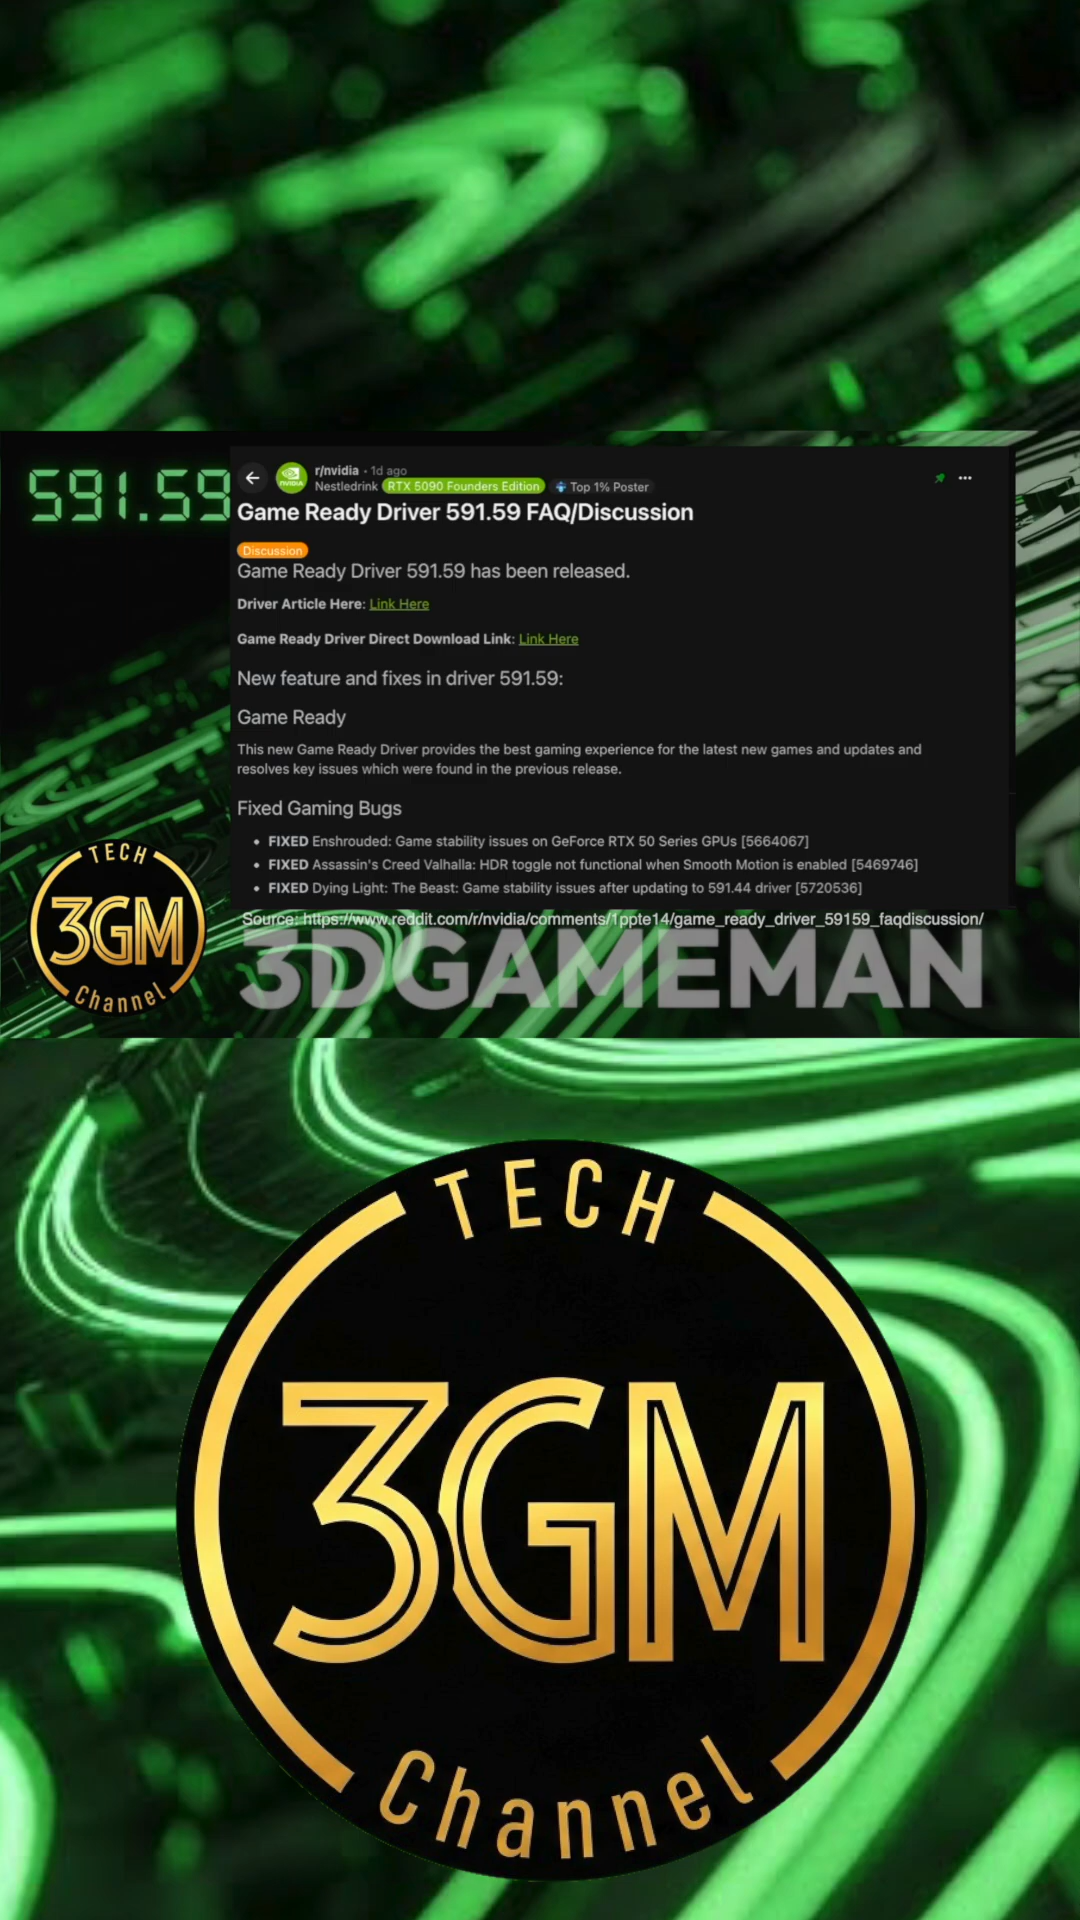 591.59
r/nvidia • 1d ago
Nestledrink RTX 5090 Founders Edition Top 1% Poster
Game Ready Driver 591.59 FAQ/Discussion
Discussion
Game Ready Driver 591.59 has been released.
Driver Article Here: Link Here
Game Ready Driver Direct Download Link: Link Here
New feature and fixes in driver 591.59:
Game Ready
This new Game Ready Driver provides the best gaming experience for the latest new games and updates and
resolves key issues which were found in the previous release.
Fixed Gaming Bugs
• FIXED Enshrouded: Game stability issues on GeForce RTX 50 Series GPUs [5664067]
• FIXED Assassin's Creed Valhalla: HDR toggle not functional when Smooth Motion is enabled [5469746]
• FIXED Dying Light: The Beast: Game stability issues after updating to 591.44 driver [5720536]
Source: https://www.reddit.com/r/nvidia/comments/1ppte14/game_ready_driver_59159_faqdiscussion/
3DGAMEMAN
TECH
3GM
Channel
TECH
3GM
Channel